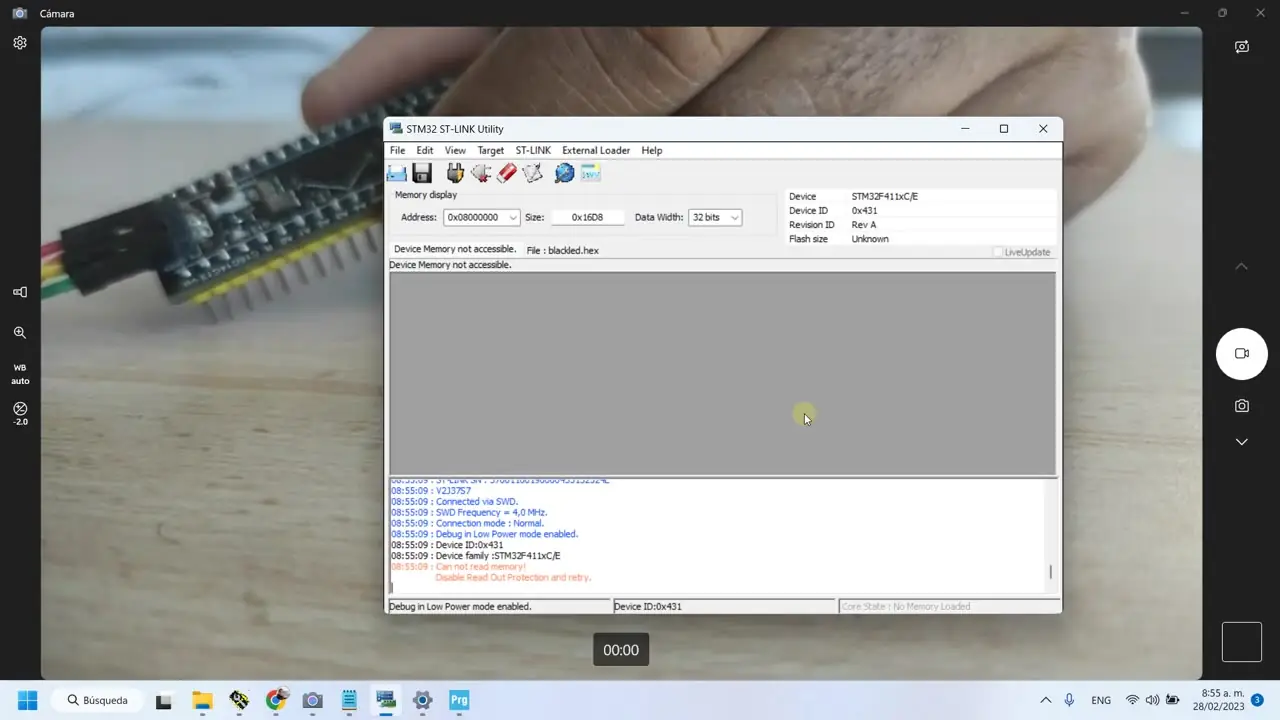 Cámara
STM32 ST-LINK Utility
File Edit View Target ST-LINK External Loader Help
Memory display
Address: 0x08000000 Size: 0x16D8 Data Width: 32 bits
Device STM32F411xC/E
Device ID 0x431
Revision ID Rev A
Flash size Unknown
LiveUpdate
Device Memory not accessible. File : blackled.hex
Device Memory not accessible.
08:55:09 : V2J37S7
08:55:09 : Connected via SWD.
08:55:09 : SWD Frequency = 4,0 MHz.
08:55:09 : Connection mode : Normal.
08:55:09 : Debug in Low Power mode enabled.
08:55:09 : Device ID:0x431
08:55:09 : Device family :STM32F411xC/E
08:55:09 : Can not read memory!
Disable Read Out Protection and retry.
Debug in Low Power mode enabled. Device ID:0x431 Core State : No Memory Loaded
WB
auto
-2.0
00:00
Búsqueda
Prg
ENG
8:55 a. m.
28/02/2023
3